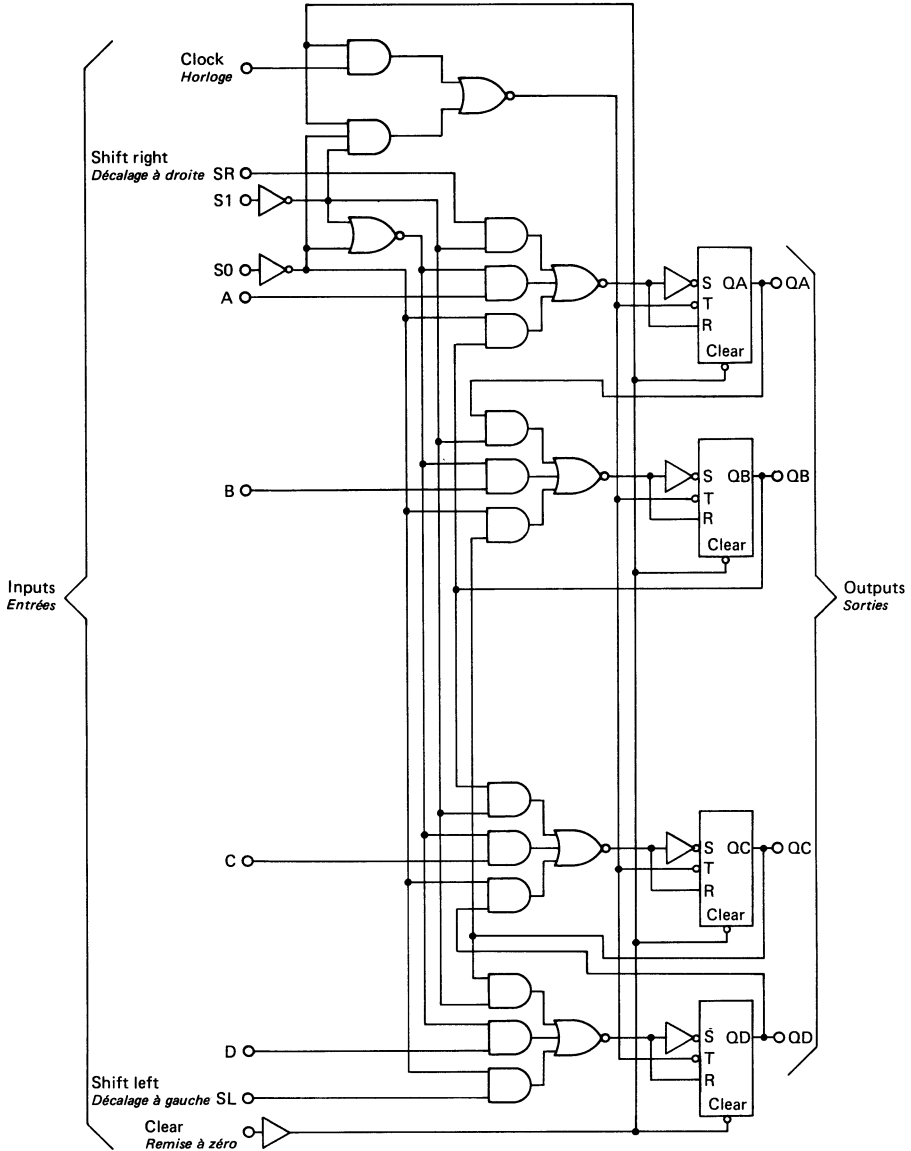 Clock
Horloge
Shift right
Décalage à droite SR
S1
S0
A
S QA QA
T
R
Clear
B
S QB QB
T
R
Clear
Inputs
Entrées
Outputs
Sorties
C
S QC QC
T
R
Clear
D
S QD QD
T
R
Clear
Shift left
Décalage à gauche SL
Clear
Remise à zéro